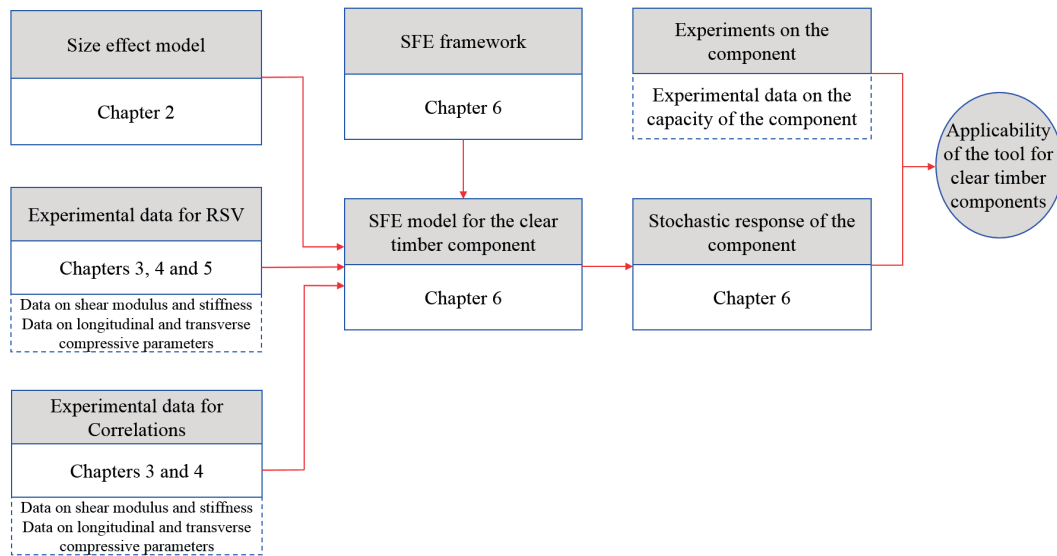 Size effect model
Chapter 2
SFE framework
Chapter 6
Experiments on the
component
Experimental data on the
capacity of the component
Applicability
of the tool for
clear timber
components
Experimental data for RSV
Chapters 3, 4 and 5
Data on shear modulus and stiffness
Data on longitudinal and transverse
compressive parameters
SFE model for the clear
timber component
Chapter 6
Stochastic response of the
component
Chapter 6
Experimental data for
Correlations
Chapters 3 and 4
Data on shear modulus and stiffness
Data on longitudinal and transverse
compressive parameters